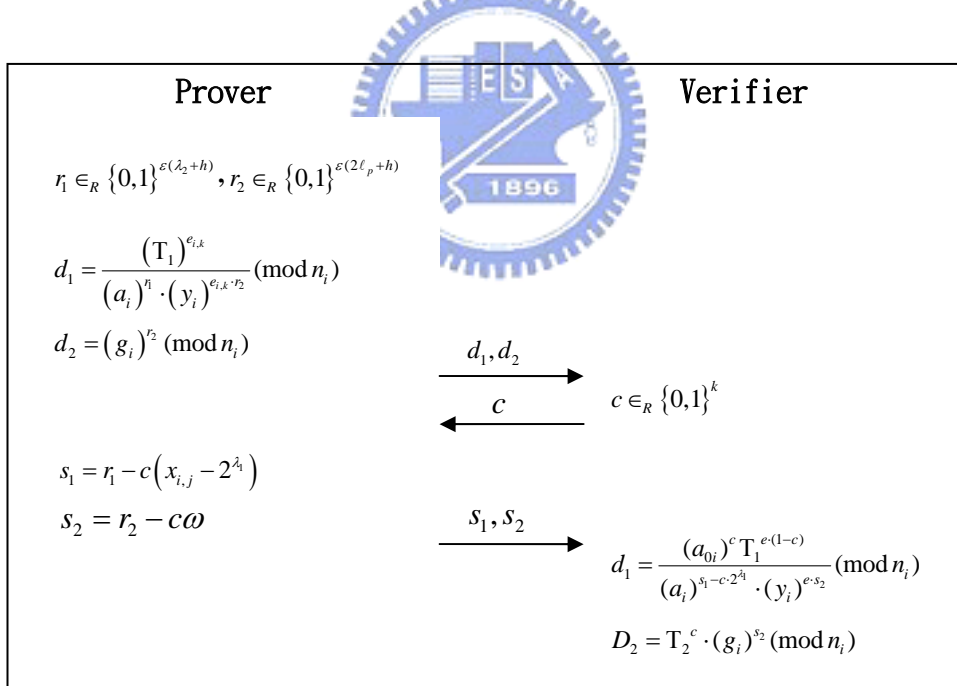 ES
A
1896
Prover Verifier
r₁ ∈_R {0,1}^{ε(λ₂+h)}, r₂ ∈_R {0,1}^{ε(2ℓ_p+h)}
d₁ = (T₁)^{e_{i,k}} / ((a_i)^{r₁} · (y_i)^{e_{i,k}·r₂}) (mod n_i)
d₂ = (g_i)^{r₂} (mod n_i)
d₁, d₂
c ∈_R {0,1}^k
c
s₁ = r₁ − c(x_{i,j} − 2^{λ₁})
s₂ = r₂ − cω
s₁, s₂
d₁ = (a_{0i})^c T₁^{e·(1−c)} / ((a_i)^{s₁−c·2^{λ₁}} · (y_i)^{e·s₂}) (mod n_i)
D₂ = T₂^c · (g_i)^{s₂} (mod n_i)